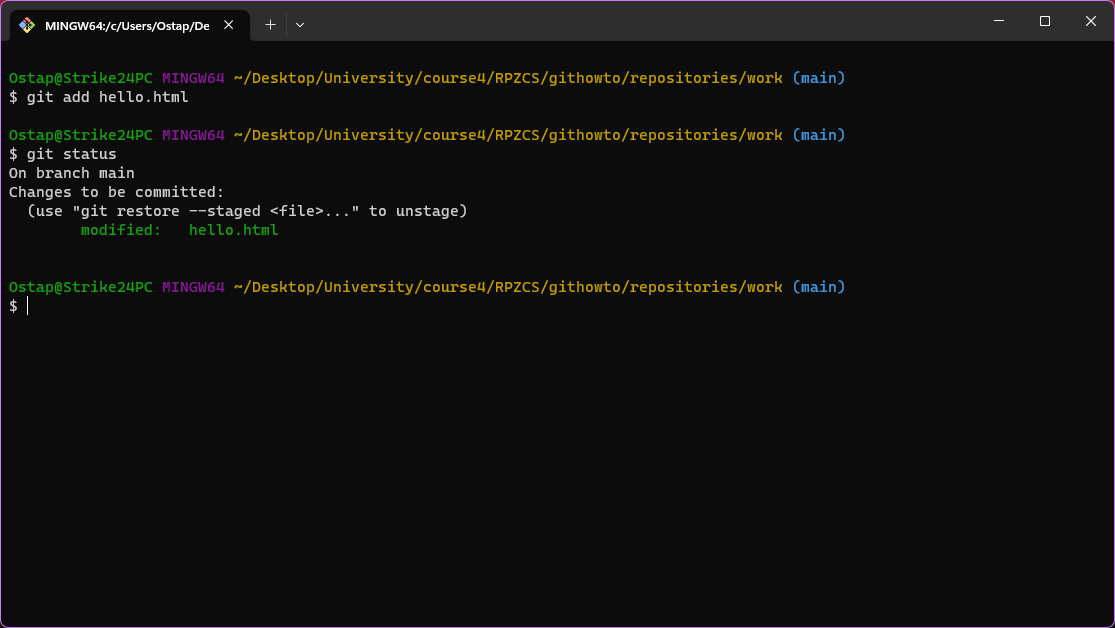 MINGW64:/c/Users/Ostap/De
Ostap@Strike24PC MINGW64 ~/Desktop/University/course4/RPZCS/githowto/repositories/work (main)
$ git add hello.html
Ostap@Strike24PC MINGW64 ~/Desktop/University/course4/RPZCS/githowto/repositories/work (main)
$ git status
On branch main
Changes to be committed:
  (use "git restore --staged <file>..." to unstage)
        modified:   hello.html
Ostap@Strike24PC MINGW64 ~/Desktop/University/course4/RPZCS/githowto/repositories/work (main)
$